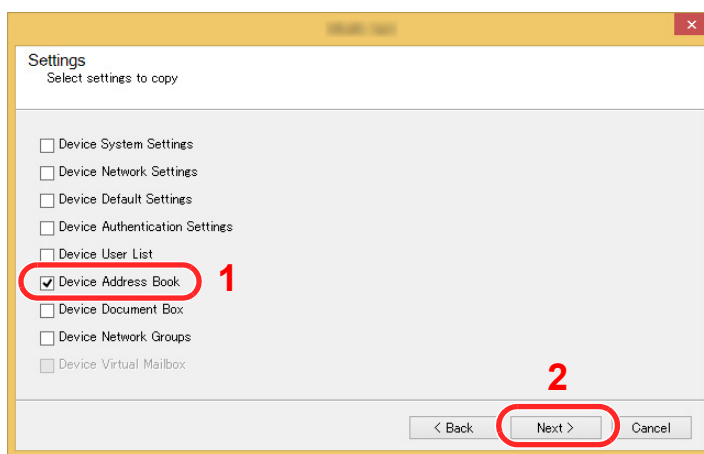 Settings
Select settings to copy
Device System Settings
Device Network Settings
Device Default Settings
Device Authentication Settings
Device User List
Device Address Book 1
Device Document Box
Device Network Groups
Device Virtual Mailbox
2
< Back Next > Cancel